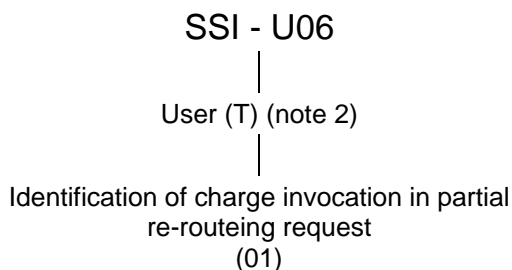 SSI - U06
User (T) (note 2)
Identification of charge invocation in partial
re-routeing request
(01)